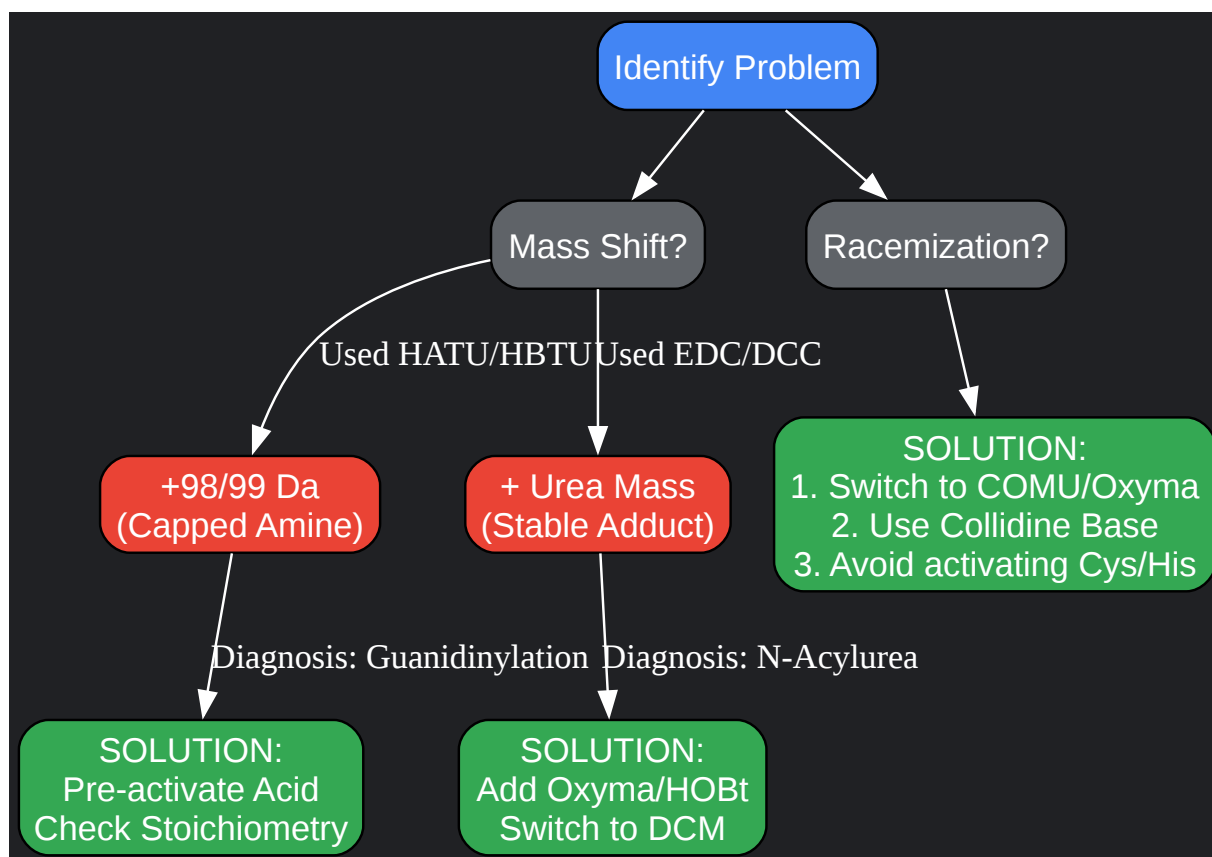 Identify Problem
Mass Shift?
Racemization?
Used HATU/HBTU
Used EDC/DCC
+98/99 Da
(Capped Amine)
+ Urea Mass
(Stable Adduct)
SOLUTION:
1. Switch to COMU/Oxyma
2. Use Collidine Base
3. Avoid activating Cys/His
Diagnosis: Guanidinylation
Diagnosis: N-Acylurea
SOLUTION:
Pre-activate Acid
Check Stoichiometry
SOLUTION:
Add Oxyma/HOBt
Switch to DCM